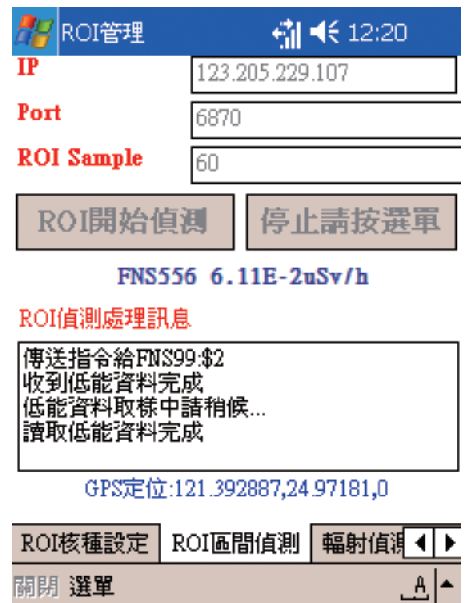 ROI管理 12:20
IP 123.205.229.107
Port 6870
ROI Sample 60
ROI開始偵測 停止請按選單
FNS556 6.11E-2uSv/h
ROI偵測處理訊息
傳送指令給FNS99:$2
收到低能資料完成
低能資料取樣中請稍候...
讀取低能資料完成
GPS定位:121.392887,24.97181,0
ROI核種設定 ROI區間偵測 輻射偵測
關閉 選單 A